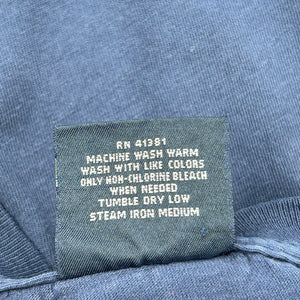 RN 41381
MACHINE WASH WARM
WASH WITH LIKE COLORS
ONLY NON-CHLORINE BLEACH
WHEN NEEDED
TUMBLE DRY LOW
STEAM IRON MEDIUM